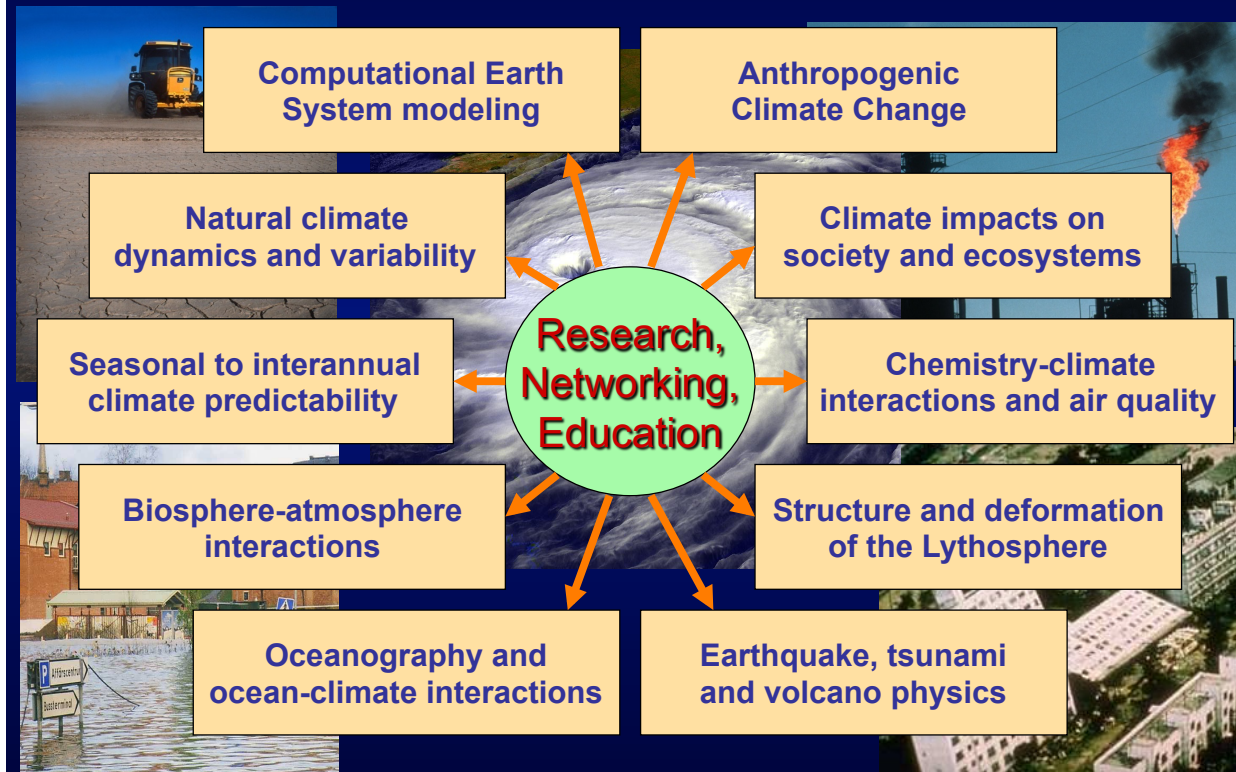 Computational Earth
System modeling
Anthropogenic
Climate Change
Natural climate
dynamics and variability
Climate impacts on
society and ecosystems
Seasonal to interannual
climate predictability
Research,
Networking,
Education
Chemistry-climate
interactions and air quality
Biosphere-atmosphere
interactions
Structure and deformation
of the Lythosphere
Oceanography and
ocean-climate interactions
Earthquake, tsunami
and volcano physics
P
Affärscentrum
Bussterminal